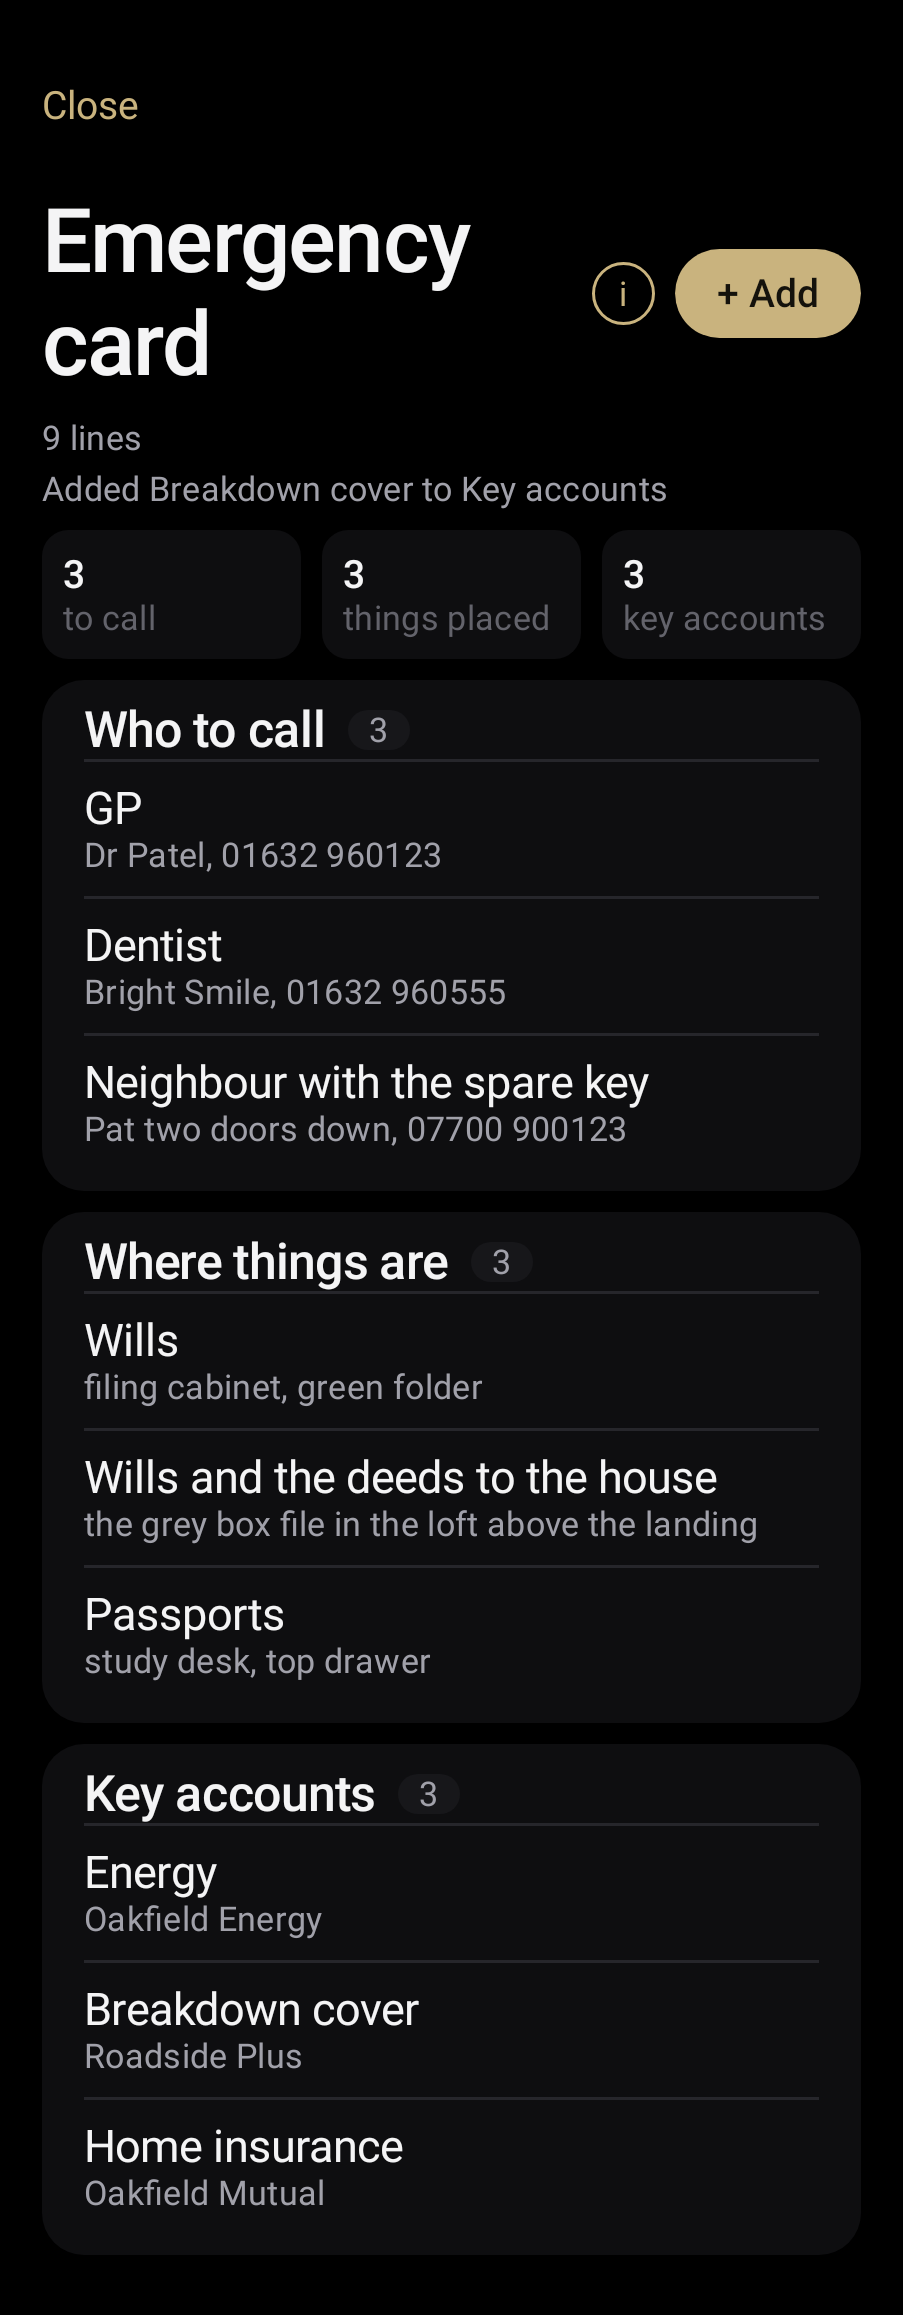 Close
Emergency
card
i
+ Add
9 lines
Added Breakdown cover to Key accounts
3
to call
3
things placed
3
key accounts
Who to call 3
GP
Dr Patel, 01632 960123
Dentist
Bright Smile, 01632 960555
Neighbour with the spare key
Pat two doors down, 07700 900123
Where things are 3
Wills
filing cabinet, green folder
Wills and the deeds to the house
the grey box file in the loft above the landing
Passports
study desk, top drawer
Key accounts 3
Energy
Oakfield Energy
Breakdown cover
Roadside Plus
Home insurance
Oakfield Mutual